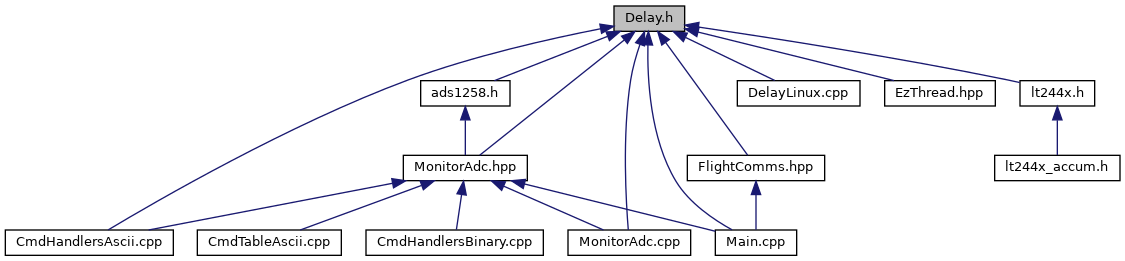 Delay.h
ads1258.h
DelayLinux.cpp
EzThread.hpp
lt244x.h
MonitorAdc.hpp
FlightComms.hpp
lt244x_accum.h
CmdHandlersAscii.cpp
CmdTableAscii.cpp
CmdHandlersBinary.cpp
MonitorAdc.cpp
Main.cpp